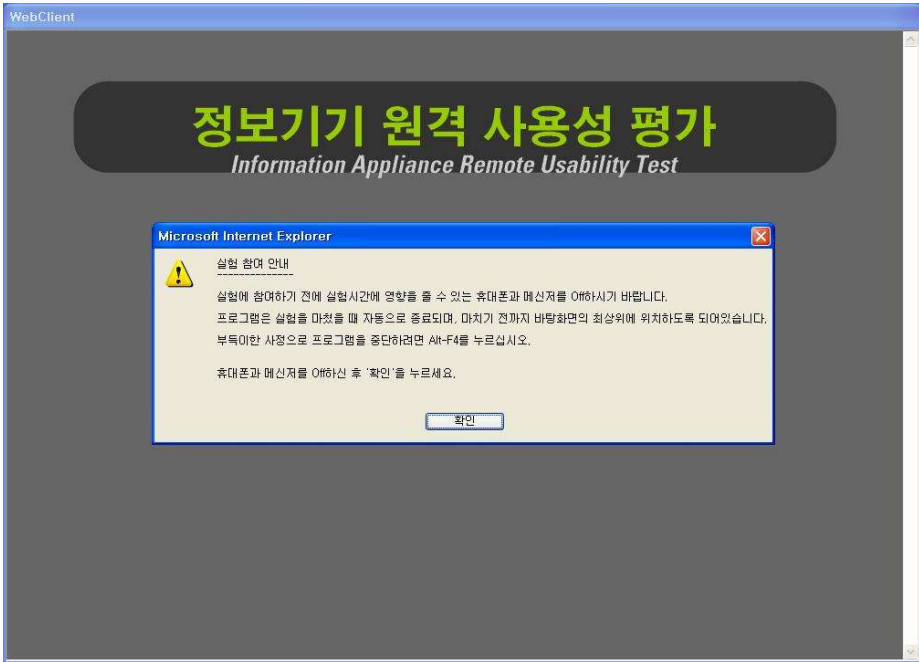 WebClient
정보기기 원격 사용성 평가
Information Appliance Remote Usability Test
Microsoft Internet Explorer
실험 참여 안내
--------------
실험에 참여하기 전에 실험시간에 영향을 줄 수 있는 휴대폰과 메신저를 Off하시기 바랍니다.
프로그램은 실험을 마쳤을 때 자동으로 종료되며, 마치기 전까지 바탕화면의 최상위에 위치하도록 되어있습니다.
부득이한 사정으로 프로그램을 중단하려면 Alt-F4를 누르십시오.
휴대폰과 메신저를 Off하신 후 '확인'을 누르세요.
확인